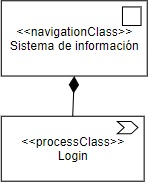 <<navigationClass>>
Sistema de información
<<processClass>>
Login